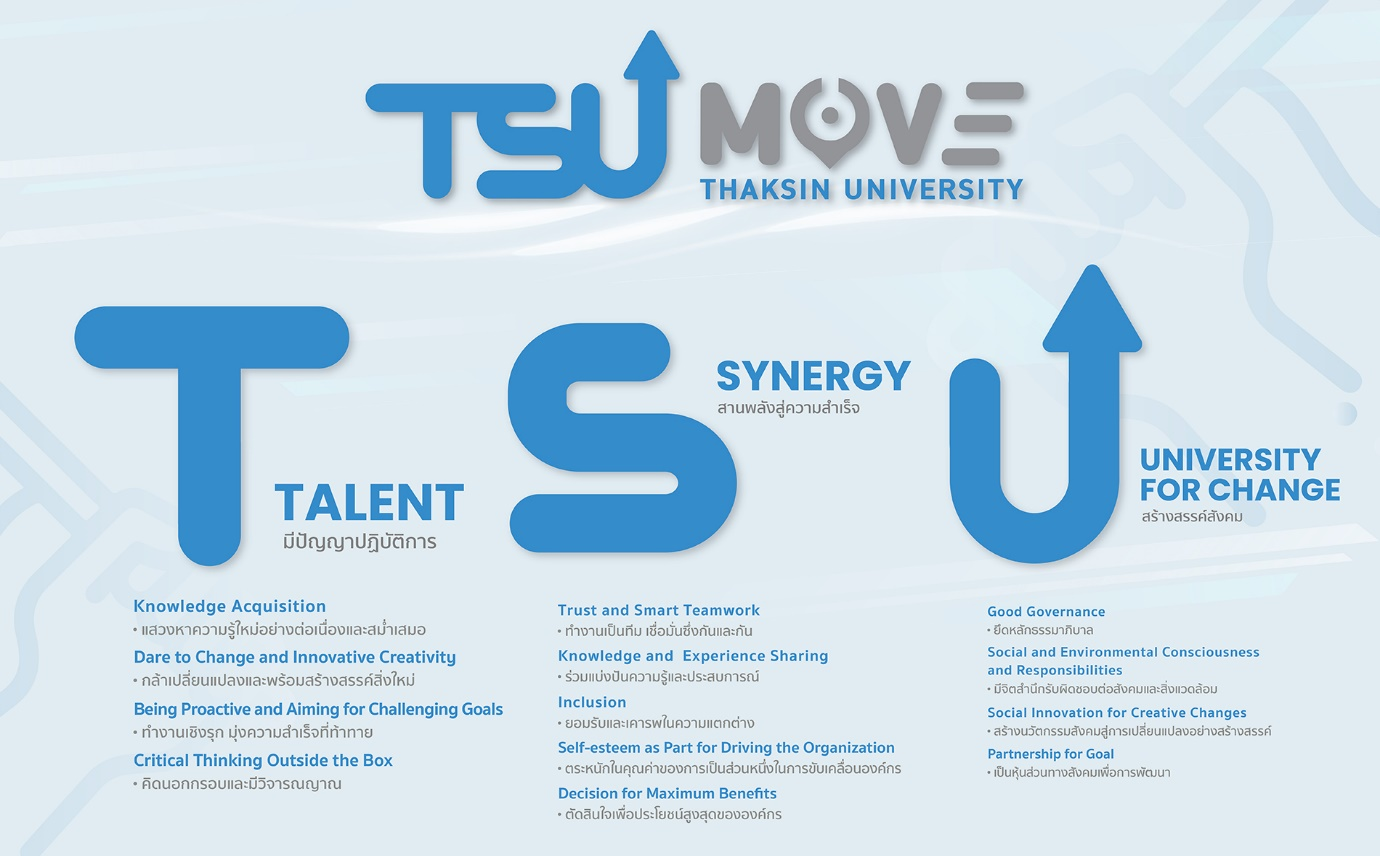 TSU MOVE
THAKSIN UNIVERSITY
T
TALENT
มีปัญญาปฏิบัติการ
Knowledge Acquisition
• แสวงหาความรู้ใหม่อย่างต่อเนื่องและสม่ำเสมอ
Dare to Change and Innovative Creativity
• กล้าเปลี่ยนแปลงและพร้อมสร้างสรรค์สิ่งใหม่
Being Proactive and Aiming for Challenging Goals
• ทำงานเชิงรุก มุ่งความสำเร็จที่ท้าทาย
Critical Thinking Outside the Box
• คิดนอกกรอบและมีวิจารณญาณ
S
SYNERGY
สานพลังสู่ความสำเร็จ
Trust and Smart Teamwork
• ทำงานเป็นทีม เชื่อมั่นซึ่งกันและกัน
Knowledge and Experience Sharing
• ร่วมแบ่งปันความรู้และประสบการณ์
Inclusion
• ยอมรับและเคารพในความแตกต่าง
Self-esteem as Part for Driving the Organization
• ตระหนักในคุณค่าของการเป็นส่วนหนึ่งในการขับเคลื่อนองค์กร
Decision for Maximum Benefits
• ตัดสินใจเพื่อประโยชน์สูงสุดขององค์กร
U
UNIVERSITY
FOR CHANGE
สร้างสรรค์สังคม
Good Governance
• ยึดหลักธรรมาภิบาล
Social and Environmental Consciousness
and Responsibilities
• มีจิตสำนึกรับผิดชอบต่อสังคมและสิ่งแวดล้อม
Social Innovation for Creative Changes
• สร้างนวัตกรรมสังคมสู่การเปลี่ยนแปลงอย่างสร้างสรรค์
Partnership for Goal
• เป็นหุ้นส่วนทางสังคมเพื่อการพัฒนา